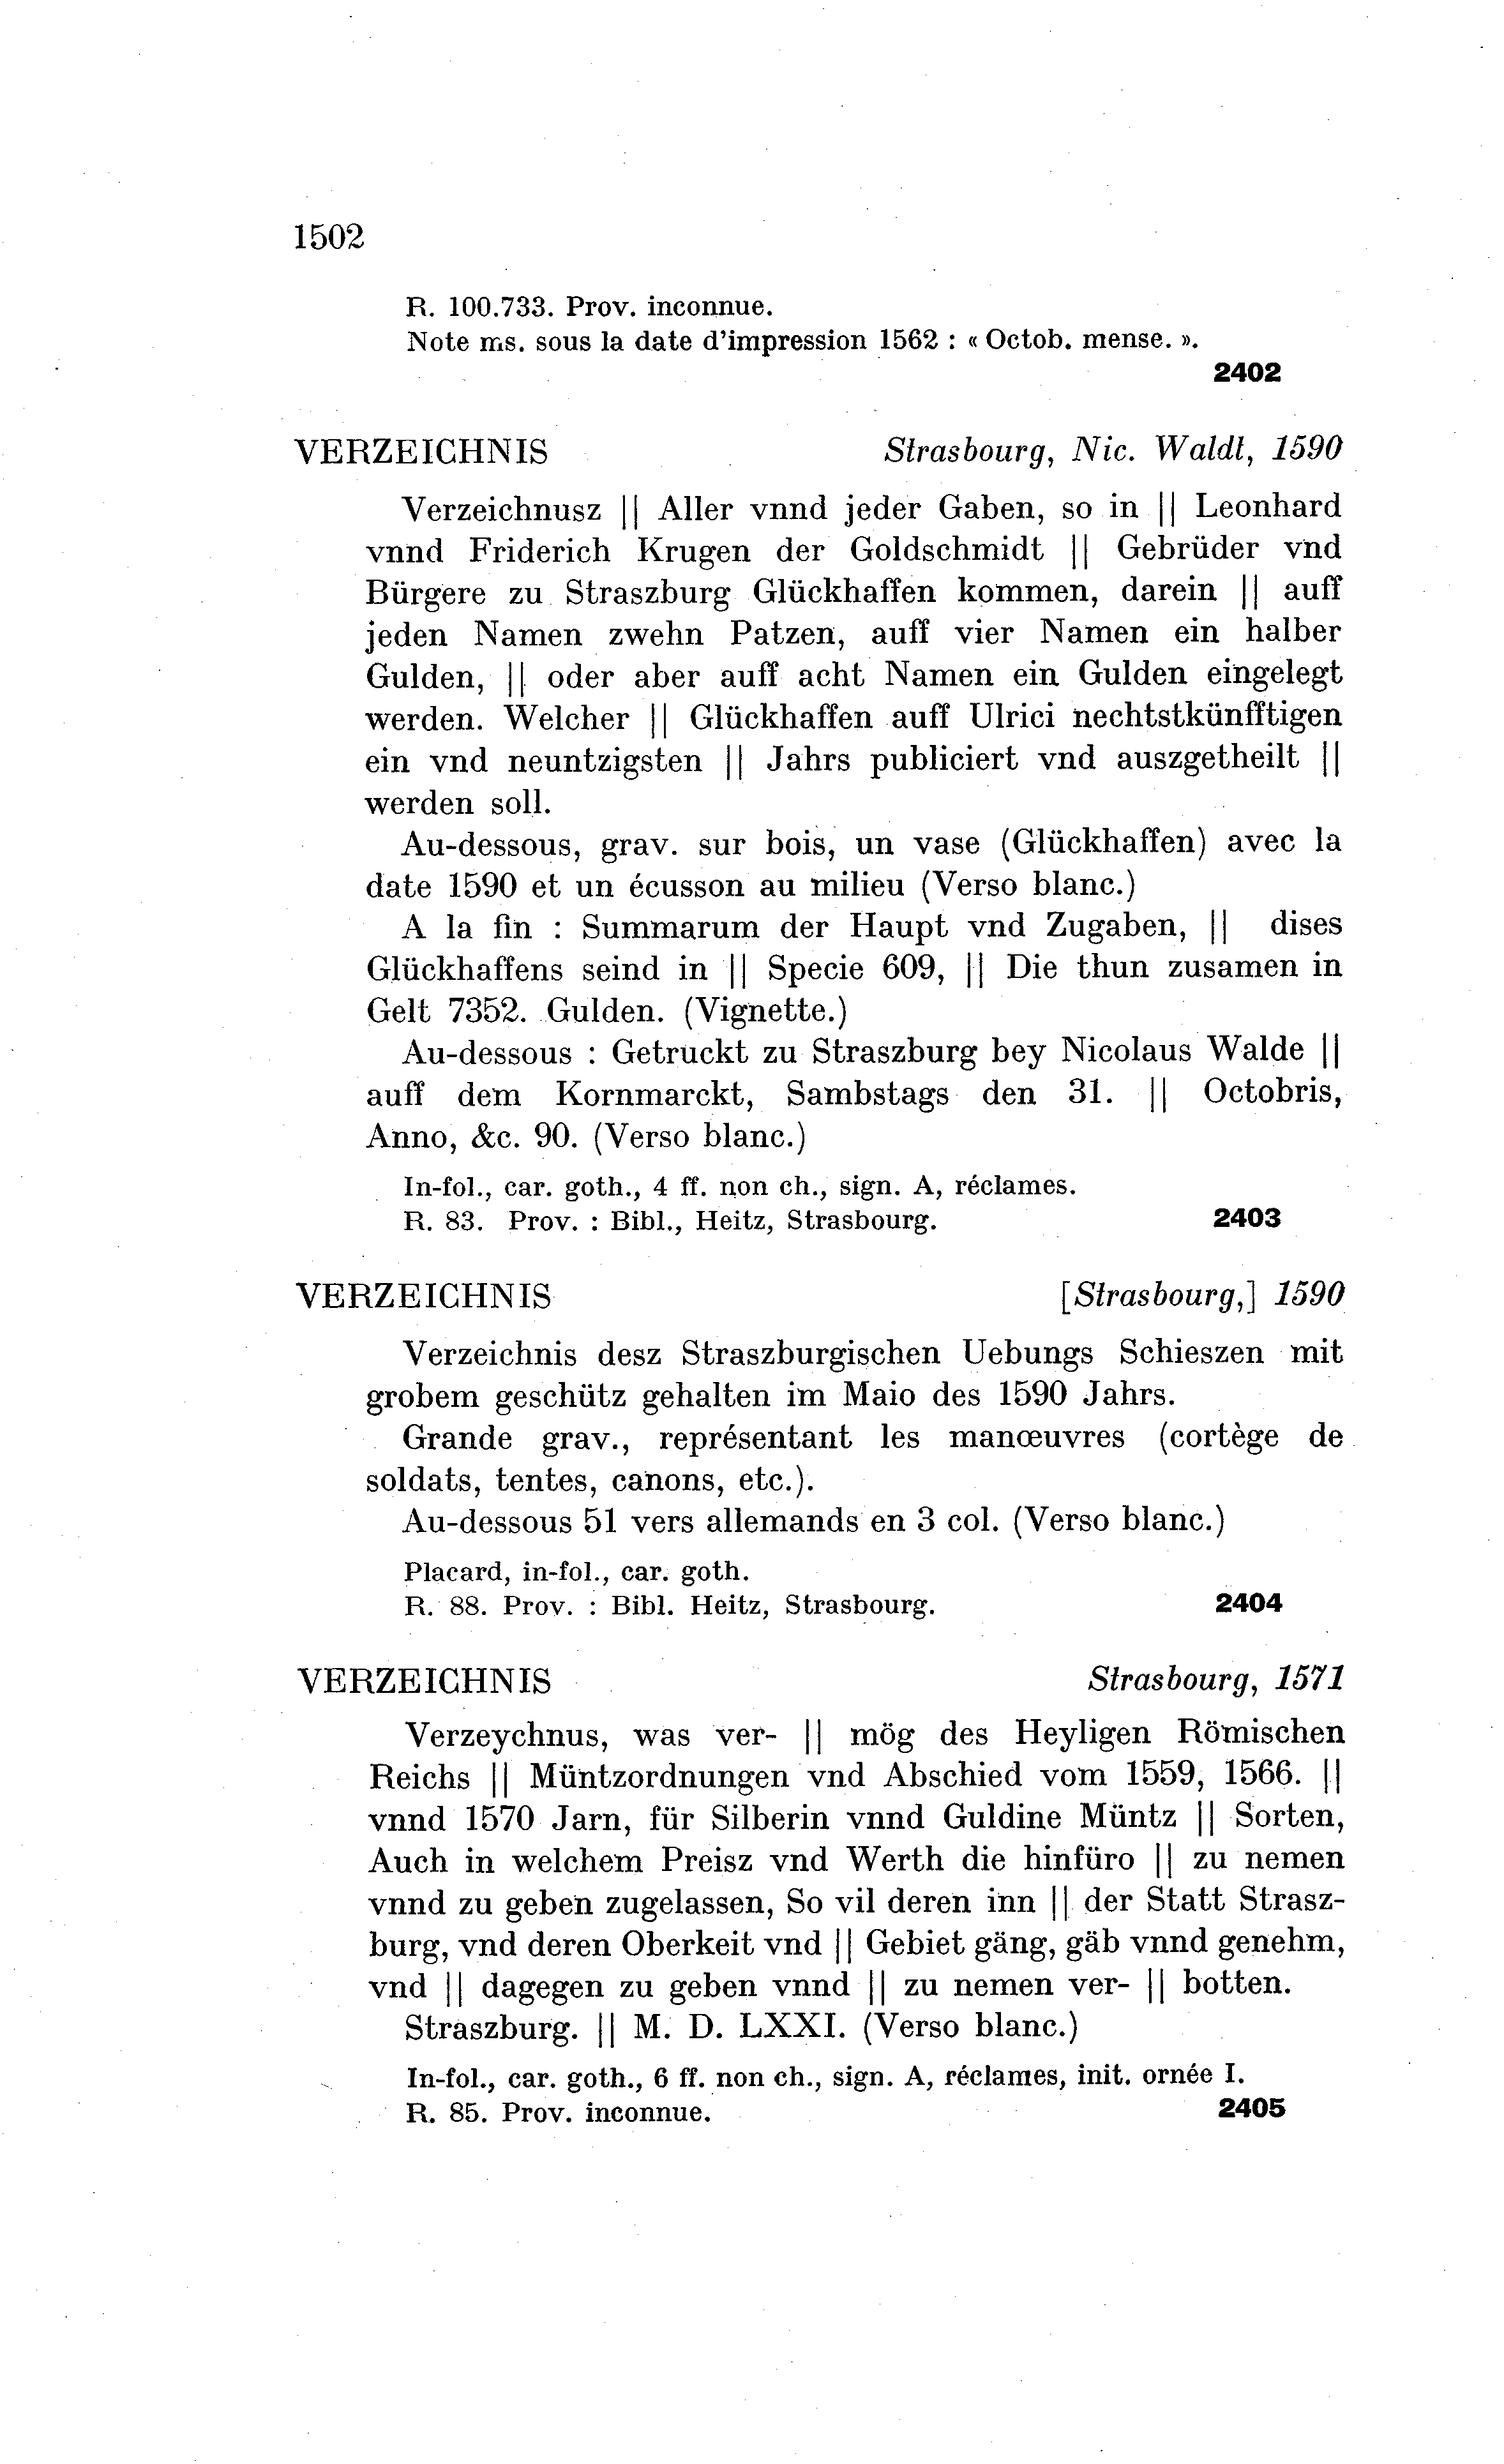 1502
R. 100.733. Prov. inconnue.
Note ms. sous la date d'impression 1562 : « Octob. mense. ».
2402
VERZEICHNIS Strasbourg, Nic. Waldt, 1590
Verzeichnusz || Aller vnnd jeder Gaben, so in || Leonhard
vnnd Friderich Krugen der Goldschmidt || Gebrüder vnd
Bürgere zu Straszburg Glückhaffen kommen, darein || auff
jeden Namen zwehn Patzen, auff vier Namen ein halber
Gulden, || oder aber auff acht Namen ein Gulden eingelegt
werden. Welcher || Glückhaffen auff Ulrici nechtstkünfftigen
ein vnd neuntzigsten || Jahrs publiciert vnd auszgetheilt ||
werden soll.
Au-dessous, grav. sur bois, un vase (Glückhaffen) avec la
date 1590 et un écusson au milieu (Verso blanc.)
A la fin : Summarum der Haupt vnd Zugaben, || dises
Glückhaffens seind in || Specie 609, || Die thun zusamen in
Gelt 7352. Gulden. (Vignette.)
Au-dessous : Getruckt zu Straszburg bey Nicolaus Walde ||
auff dem Kornmarckt, Sambstags den 31. || Octobris,
Anno, &c. 90. (Verso blanc.)
In-fol., car. goth., 4 ff. non ch., sign. A, réclames.
R. 83. Prov. : Bibl., Heitz, Strasbourg. 2403
VERZEICHNIS [Strasbourg,] 1590
Verzeichnis desz Straszburgischen Uebungs Schieszen mit
grobem geschütz gehalten im Maio des 1590 Jahrs.
Grande grav., représentant les manœuvres (cortège de
soldats, tentes, canons, etc.).
Au-dessous 51 vers allemands en 3 col. (Verso blanc.)
Placard, in-fol., car. goth.
R. 88. Prov. : Bibl. Heitz, Strasbourg. 2404
VERZEICHNIS Strasbourg, 1571
Verzeychnus, was ver- || mög des Heyligen Römischen
Reichs || Müntzordnungen vnd Abschied vom 1559, 1566. ||
vnnd 1570 Jarn, für Silberin vnnd Guldine Müntz || Sorten,
Auch in welchem Preisz vnd Werth die hinfüro || zu nemen
vnnd zu geben zugelassen, So vil deren inn || der Statt Strasz-
burg, vnd deren Oberkeit vnd || Gebiet gäng, gäb vnnd genehm,
vnd || dagegen zu geben vnnd || zu nemen ver- || botten.
Straszburg. || M. D. LXXI. (Verso blanc.)
In-fol., car. goth., 6 ff. non ch., sign. A, réclames, init. ornée I.
R. 85. Prov. inconnue. 2405